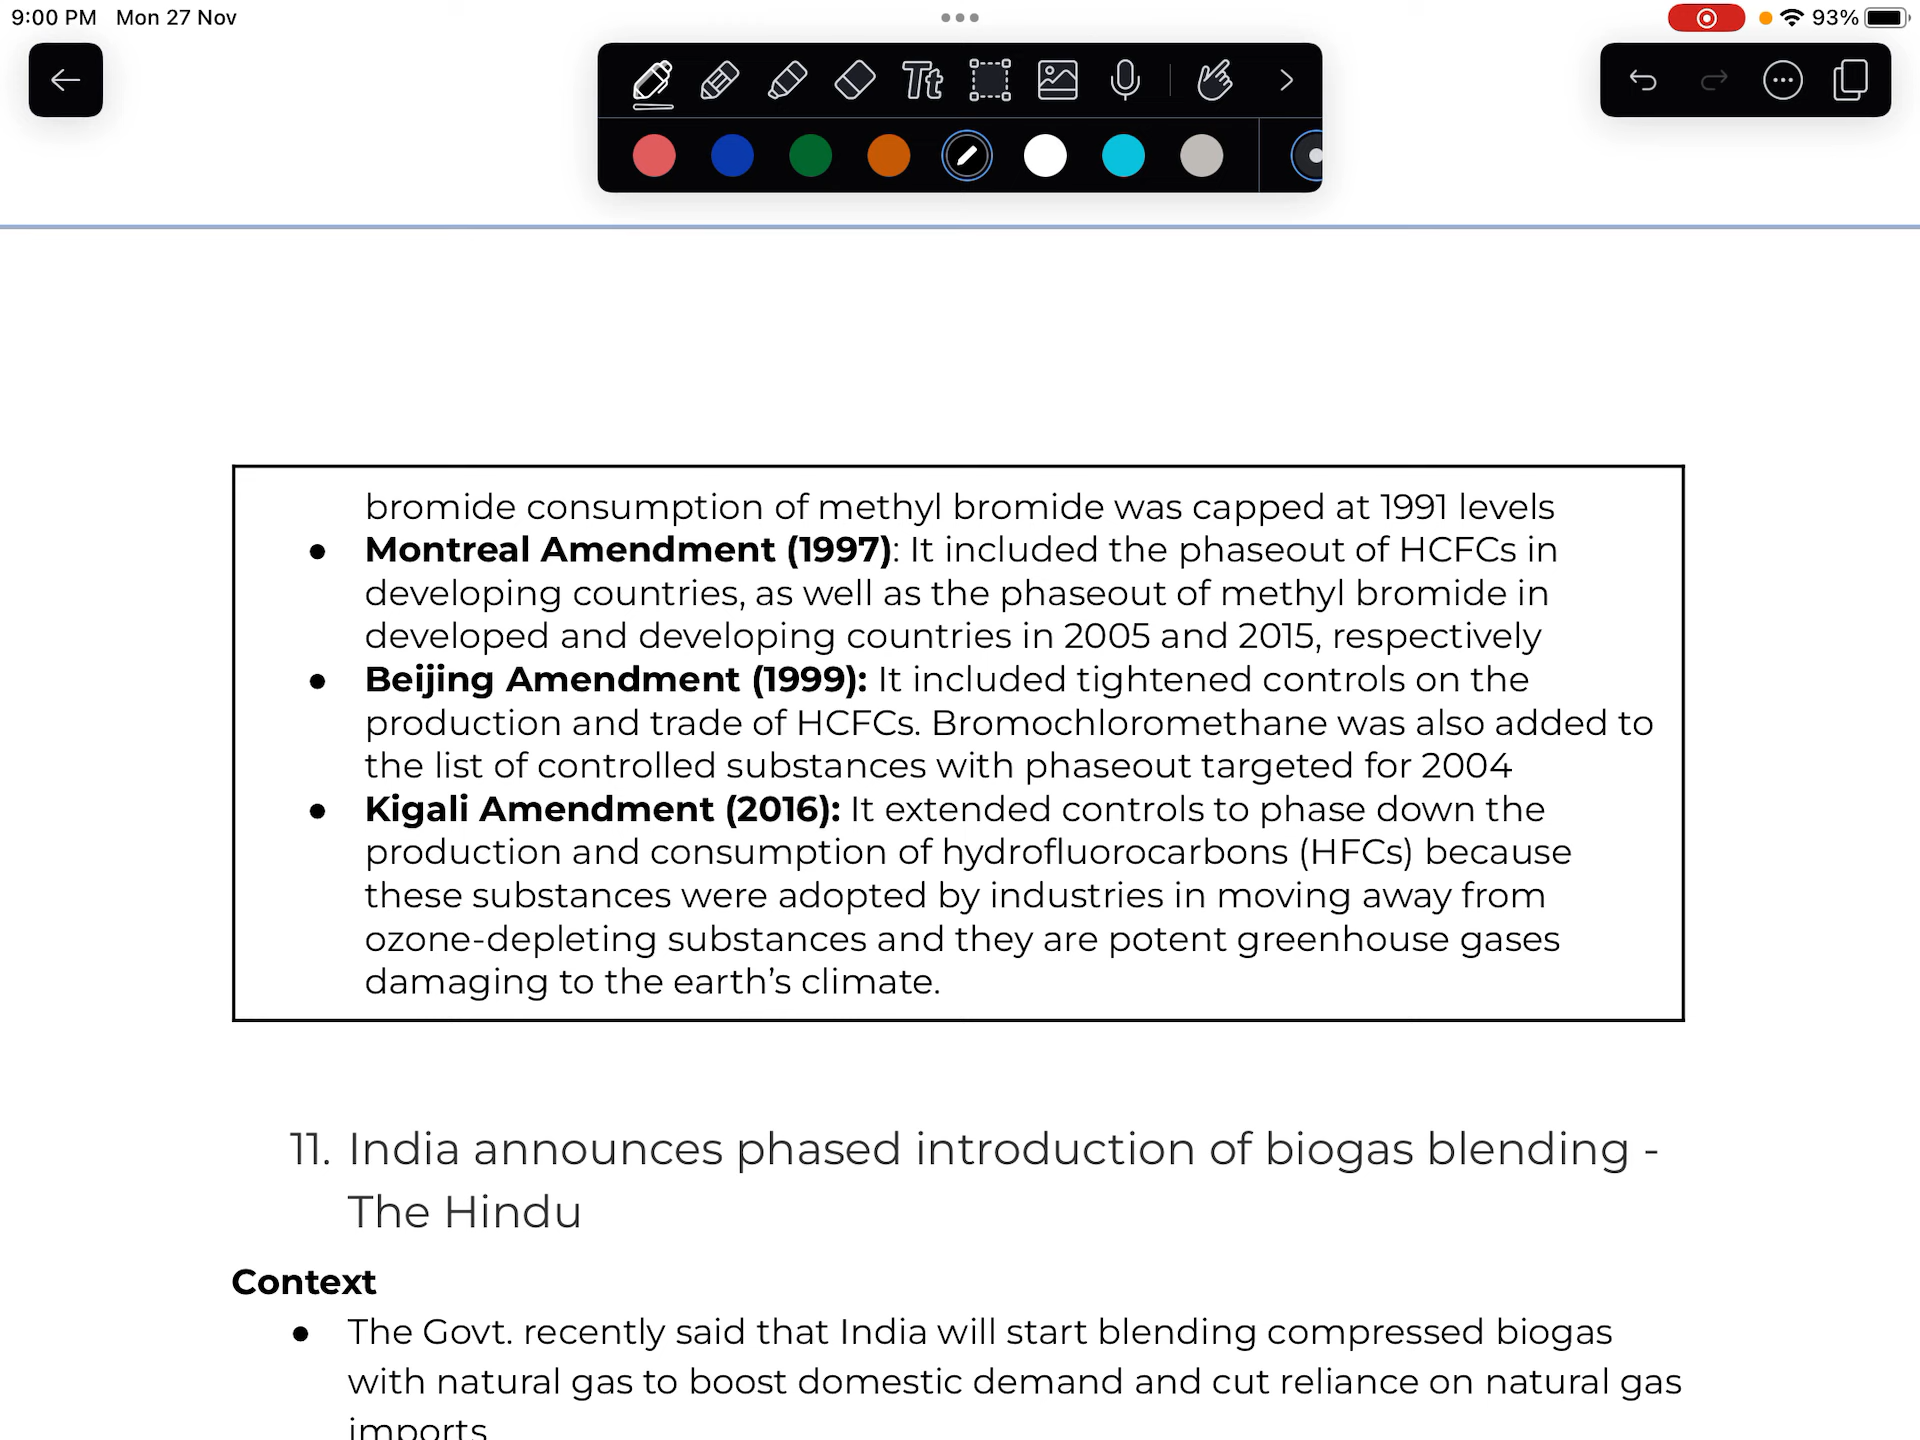 9:00 PM Mon 27 Nov
93%
Tt
bromide consumption of methyl bromide was capped at 1991 levels
● Montreal Amendment (1997): It included the phaseout of HCFCs in
developing countries, as well as the phaseout of methyl bromide in
developed and developing countries in 2005 and 2015, respectively
● Beijing Amendment (1999): It included tightened controls on the
production and trade of HCFCs. Bromochloromethane was also added to
the list of controlled substances with phaseout targeted for 2004
● Kigali Amendment (2016): It extended controls to phase down the
production and consumption of hydrofluorocarbons (HFCs) because
these substances were adopted by industries in moving away from
ozone-depleting substances and they are potent greenhouse gases
damaging to the earth’s climate.
11. India announces phased introduction of biogas blending -
The Hindu
Context
● The Govt. recently said that India will start blending compressed biogas
with natural gas to boost domestic demand and cut reliance on natural gas
imports